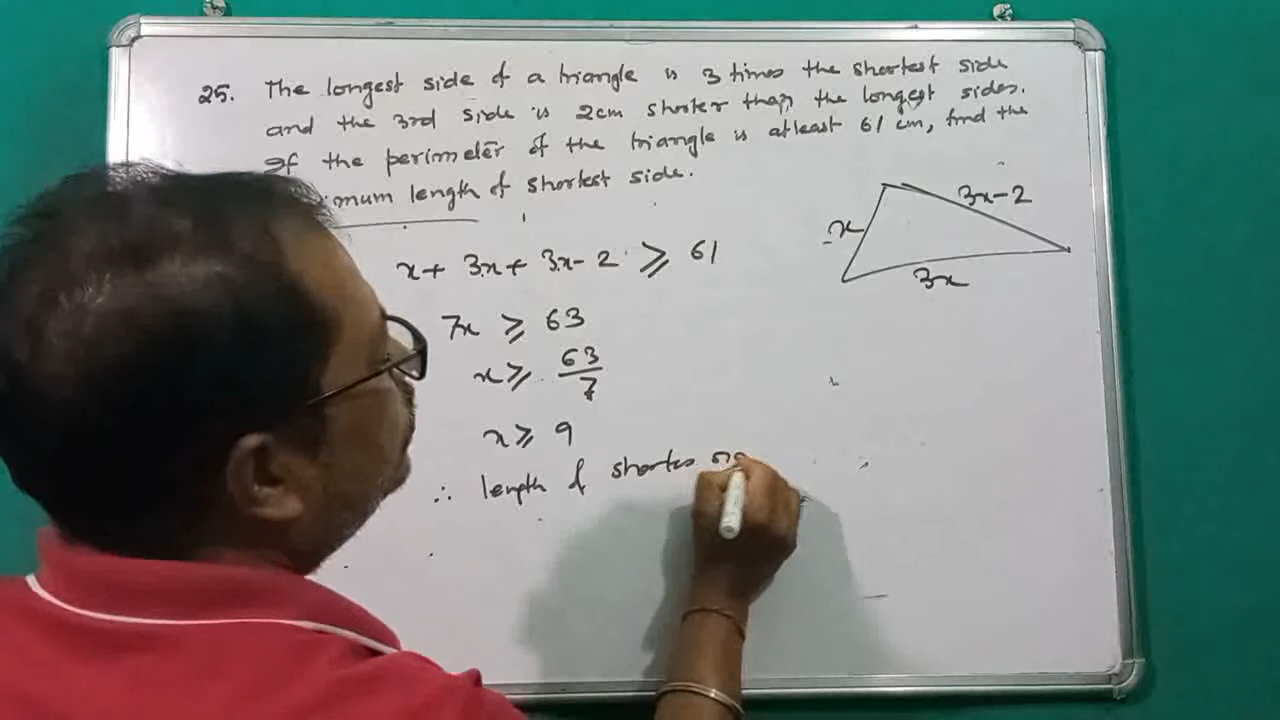 25. The longest side of a triangle is 3 times the shortest side
and the 3rd side is 2cm shorter than the longest sides.
If the perimeter of the triangle is atleast 61 cm, find the
imum length of shortest side.
x
3x-2
3x
x + 3x + 3x - 2 ⩾ 61
7x ⩾ 63
x ⩾ 63/7
x ⩾ 9
∴ length of shortes